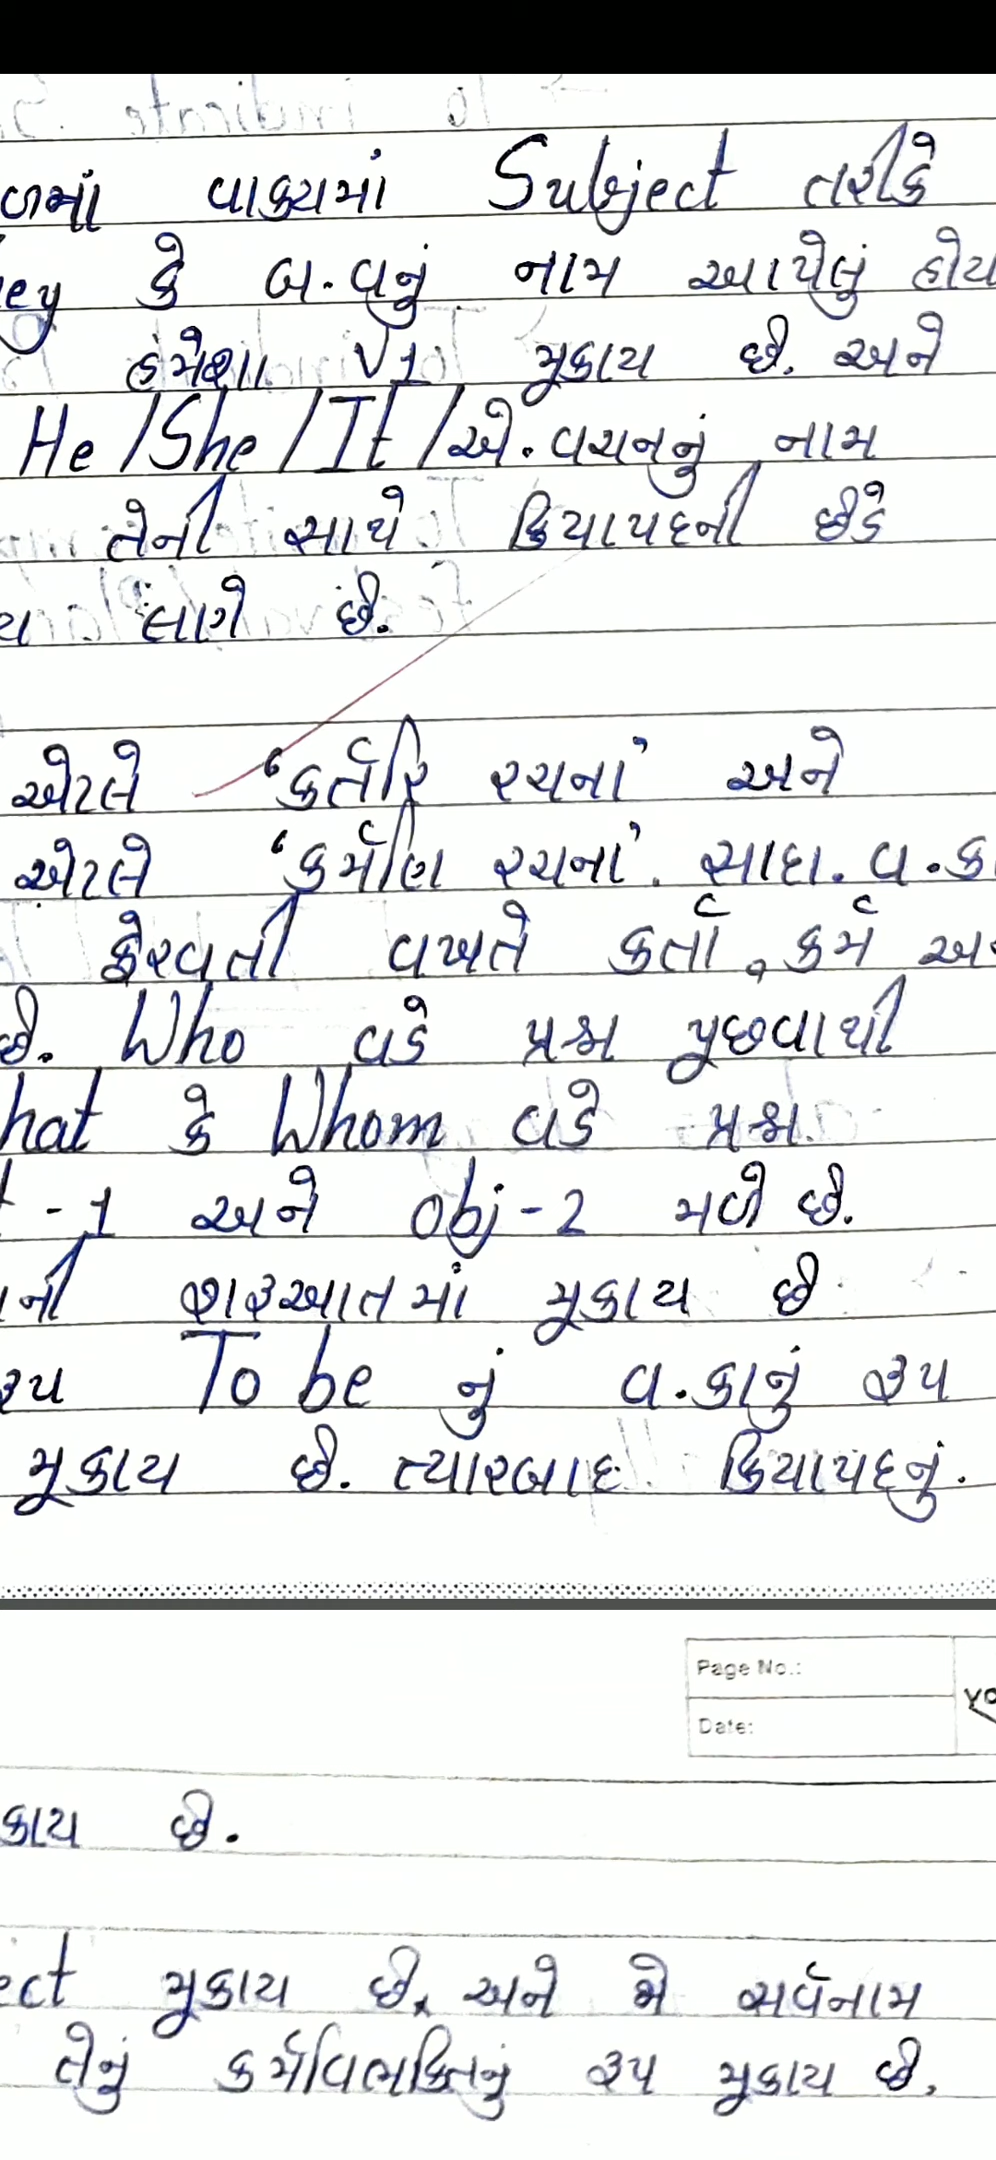 વાક્યમાં Subject તરીકે
ey કે બ.વનું નામ આપેલું હોય
હંમેશા V1 મુકાય છે. અને
He/She/It/એ.વચનનું નામ
તેની સાથે ક્રિયાપદની છેડે
લાગે છે.
એટલે 'કર્તરિ રચના' અને
એટલે 'કર્મણિ રચના'. સાદા. વ.ક
ફેરવતી વખતે કર્તા, કર્મ અ
છે. Who વડે પ્રશ્ન પુછવાથી
hat કે Whom વડે પ્રશ્ન.
-1 અને obj-2 મળે છે.
ની શરૂઆતમાં મુકાય છે
રૂપ To be નું વ.કાનું રૂપ
મુકાય છે. ત્યારબાદ ક્રિયાપદનું.
Page No.:
Date:
કાય છે.
ect મુકાય છે. અને જે સર્વનામ
તેનું કર્મવિભક્તિનું રૂપ મુકાય છે.